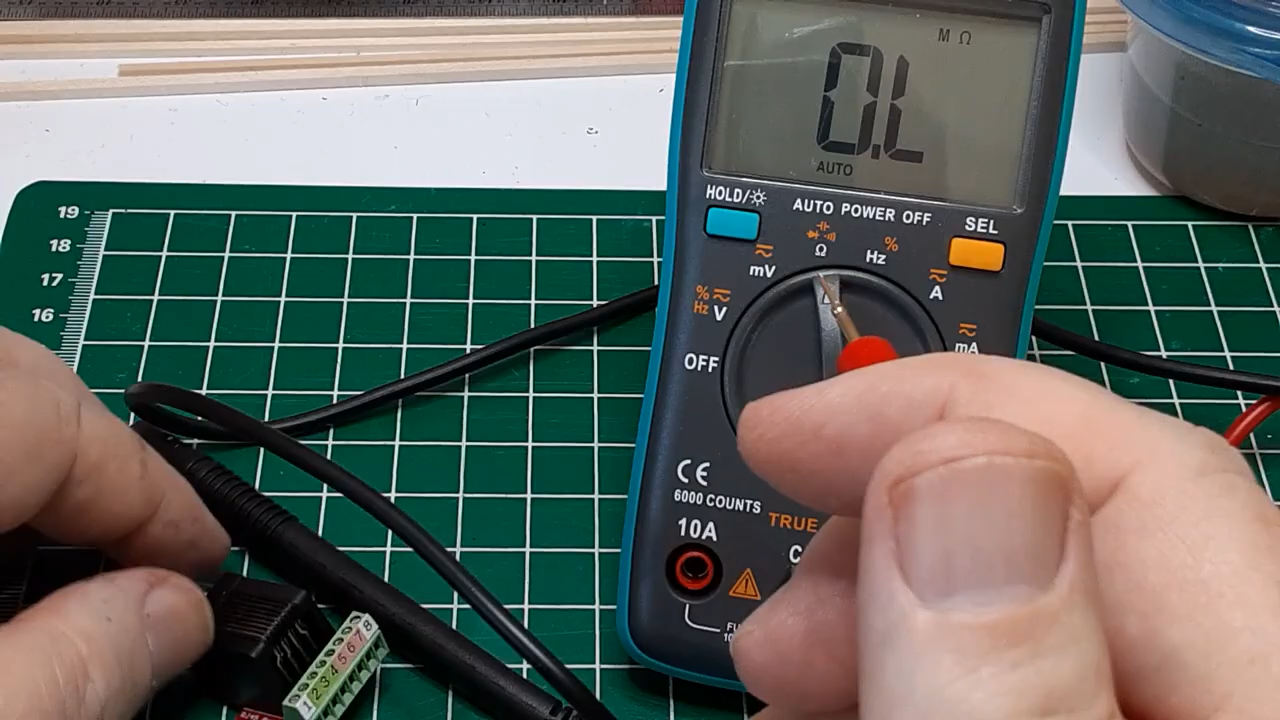 M Ω
0.L
AUTO
HOLD/
AUTO POWER OFF
SEL
19
18
17
16
mV
Ω
Hz
%
A
% Hz
V
mA
OFF
CE
6000 COUNTS
TRUE
10A
1 2 3 4 5 6 7 8